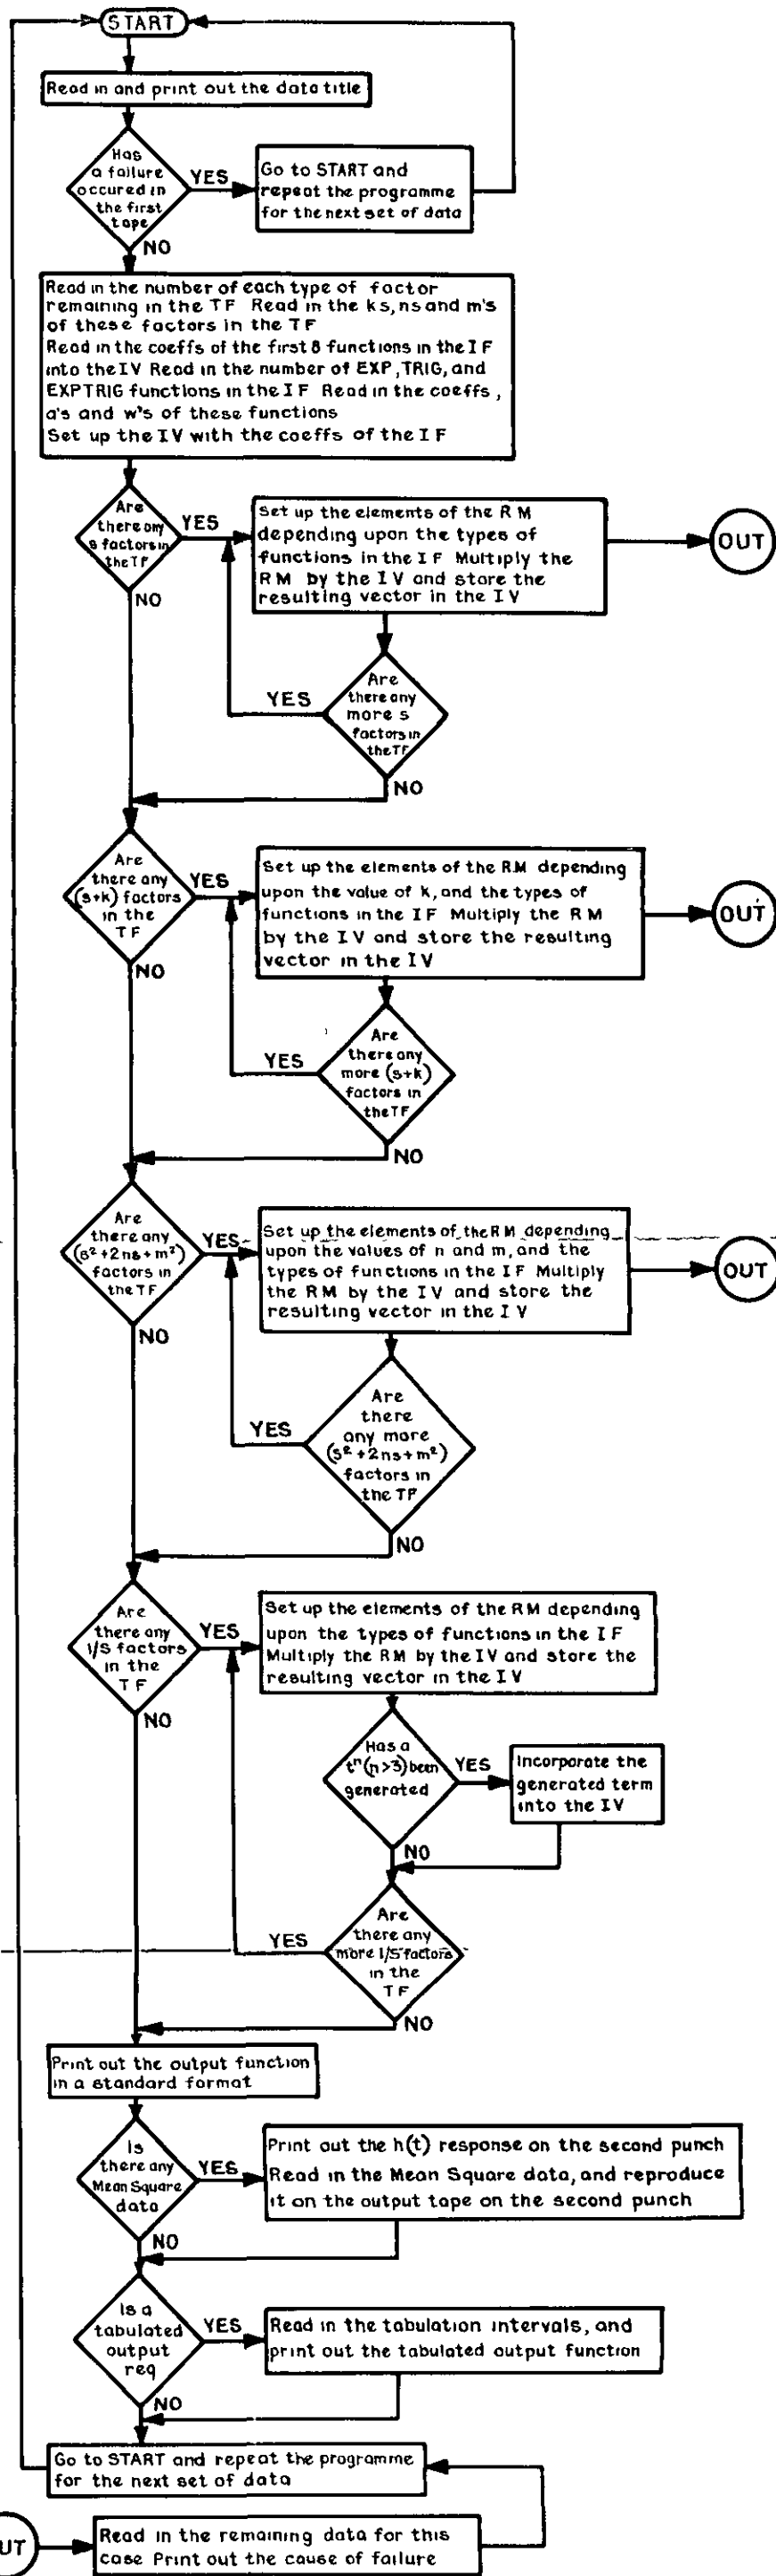 START
Read in and print out the data title
Has
a failure
occured in
the first
tape
YES
Go to START and
repeat the programme
for the next set of data
NO
Read in the number of each type of factor
remaining in the TF Read in the ks, ns and m's
of these factors in the TF
Read in the coeffs of the first 8 functions in the IF
into the IV Read in the number of EXP, TRIG, and
EXPTRIG functions in the IF Read in the coeffs,
a's and w's of these functions
Set up the IV with the coeffs of the IF
Are
there any
s factors in
the TF
YES
Set up the elements of the RM
depending upon the types of
functions in the IF Multiply the
RM by the IV and store the
resulting vector in the IV
OUT
NO
YES
Are
there any
more s
factors in
the TF
NO
Are
there any
(s+k) factors
in the
TF
YES
Set up the elements of the RM depending
upon the value of k, and the types of
functions in the IF Multiply the RM
by the IV and store the resulting
vector in the IV
OUT
NO
YES
Are
there any
more (s+k)
factors in
the TF
NO
Are
there any
(s²+2ns+m²)
factors in
the TF
YES
Set up the elements of the RM depending
upon the values of n and m, and the
types of functions in the IF Multiply
the RM by the IV and store the
resulting vector in the IV
OUT
NO
YES
Are
there
any more
(s²+2ns+m²)
factors in
the TF
NO
Are
there any
1/S factors
in the
TF
YES
Set up the elements of the RM depending
upon the types of functions in the IF
Multiply the RM by the IV and store the
resulting vector in the IV
NO
Has a
tⁿ(n>3) been
generated
YES
Incorporate the
generated term
into the IV
NO
YES
Are
there any
more 1/S factors
in the
TF
NO
Print out the output function
in a standard format
Is
there any
Mean Square
data
YES
Print out the h(t) response on the second punch
Read in the Mean Square data, and reproduce
it on the output tape on the second punch
NO
Is a
tabulated
output
req
YES
Read in the tabulation intervals, and
print out the tabulated output function
NO
Go to START and repeat the programme
for the next set of data
UT
Read in the remaining data for this
case Print out the cause of failure